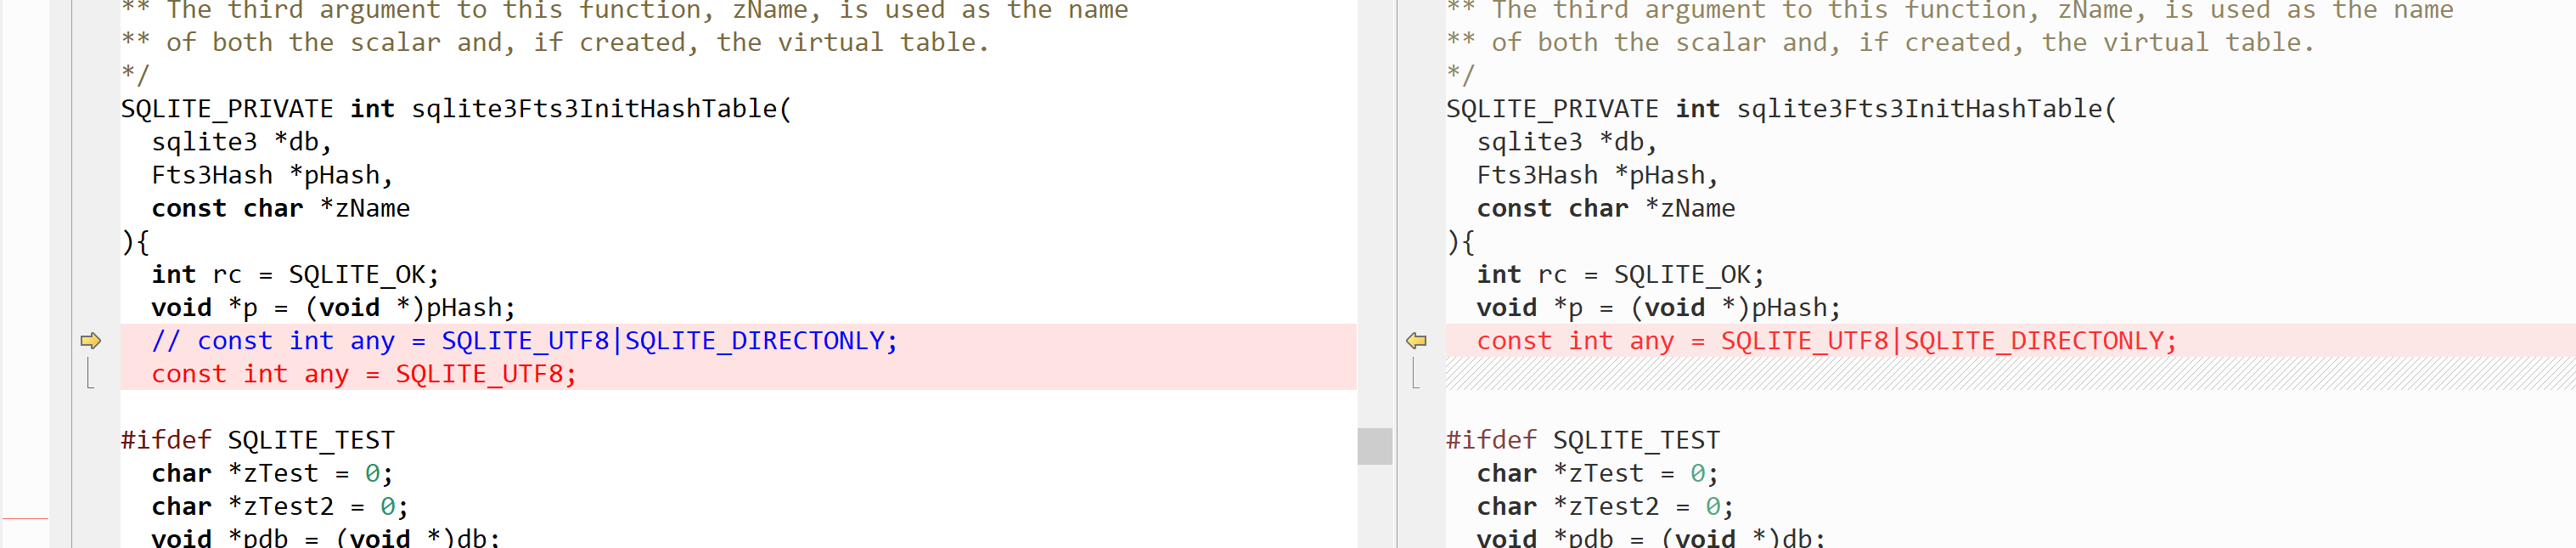 ** The third argument to this function, zName, is used as the name
** of both the scalar and, if created, the virtual table.
*/
SQLITE_PRIVATE int sqlite3Fts3InitHashTable(
  sqlite3 *db,
  Fts3Hash *pHash,
  const char *zName
){
  int rc = SQLITE_OK;
  void *p = (void *)pHash;
  // const int any = SQLITE_UTF8|SQLITE_DIRECTONLY;
  const int any = SQLITE_UTF8;
#ifdef SQLITE_TEST
  char *zTest = 0;
  char *zTest2 = 0;
  void *pdb = (void *)db;
** The third argument to this function, zName, is used as the name
** of both the scalar and, if created, the virtual table.
*/
SQLITE_PRIVATE int sqlite3Fts3InitHashTable(
  sqlite3 *db,
  Fts3Hash *pHash,
  const char *zName
){
  int rc = SQLITE_OK;
  void *p = (void *)pHash;
  const int any = SQLITE_UTF8|SQLITE_DIRECTONLY;
#ifdef SQLITE_TEST
  char *zTest = 0;
  char *zTest2 = 0;
  void *pdb = (void *)db;